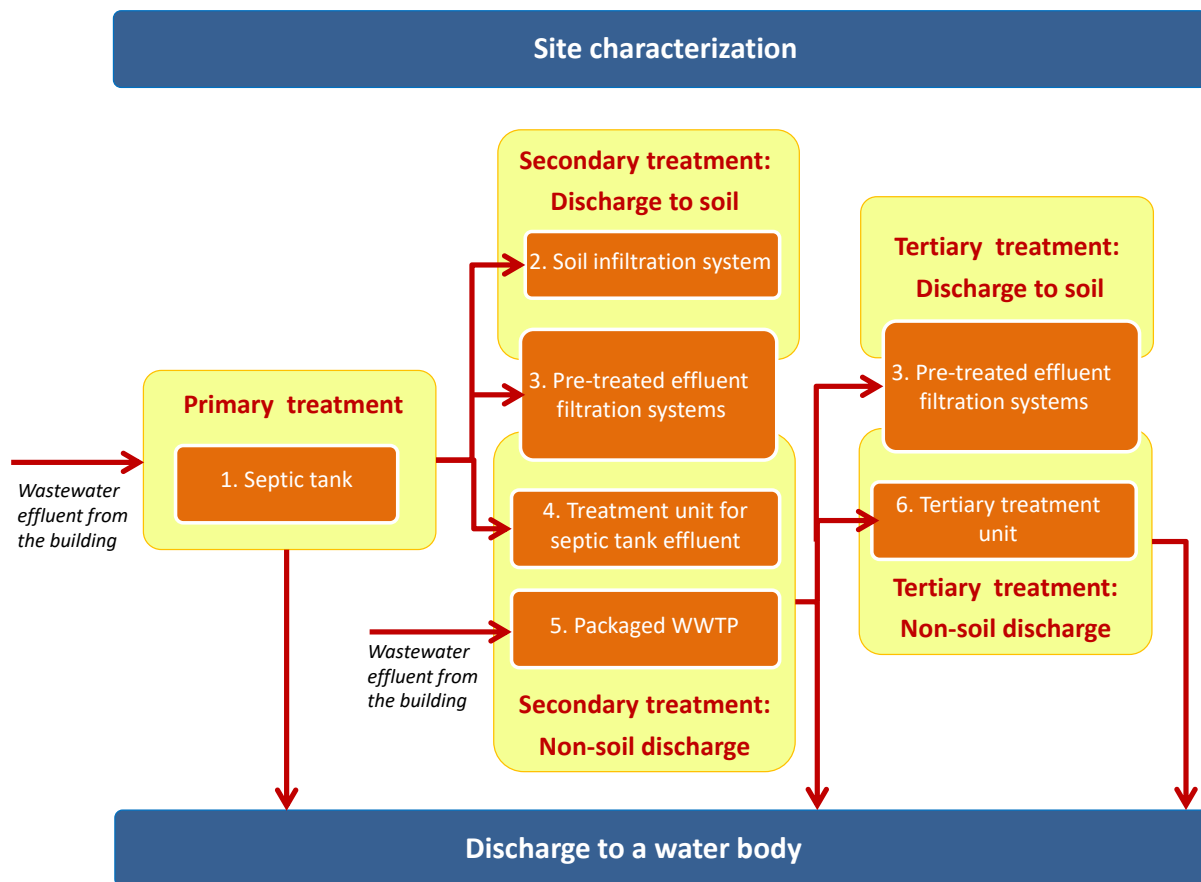 Site characterization
Secondary treatment:
Discharge to soil
2. Soil infiltration system
3. Pre-treated effluent
filtration systems
Tertiary treatment:
Discharge to soil
3. Pre-treated effluent
filtration systems
Primary treatment
1. Septic tank
Wastewater
effluent from
the building
4. Treatment unit for
septic tank effluent
5. Packaged WWTP
Wastewater
effluent from
the building
Secondary treatment:
Non-soil discharge
6. Tertiary treatment
unit
Tertiary treatment:
Non-soil discharge
Discharge to a water body